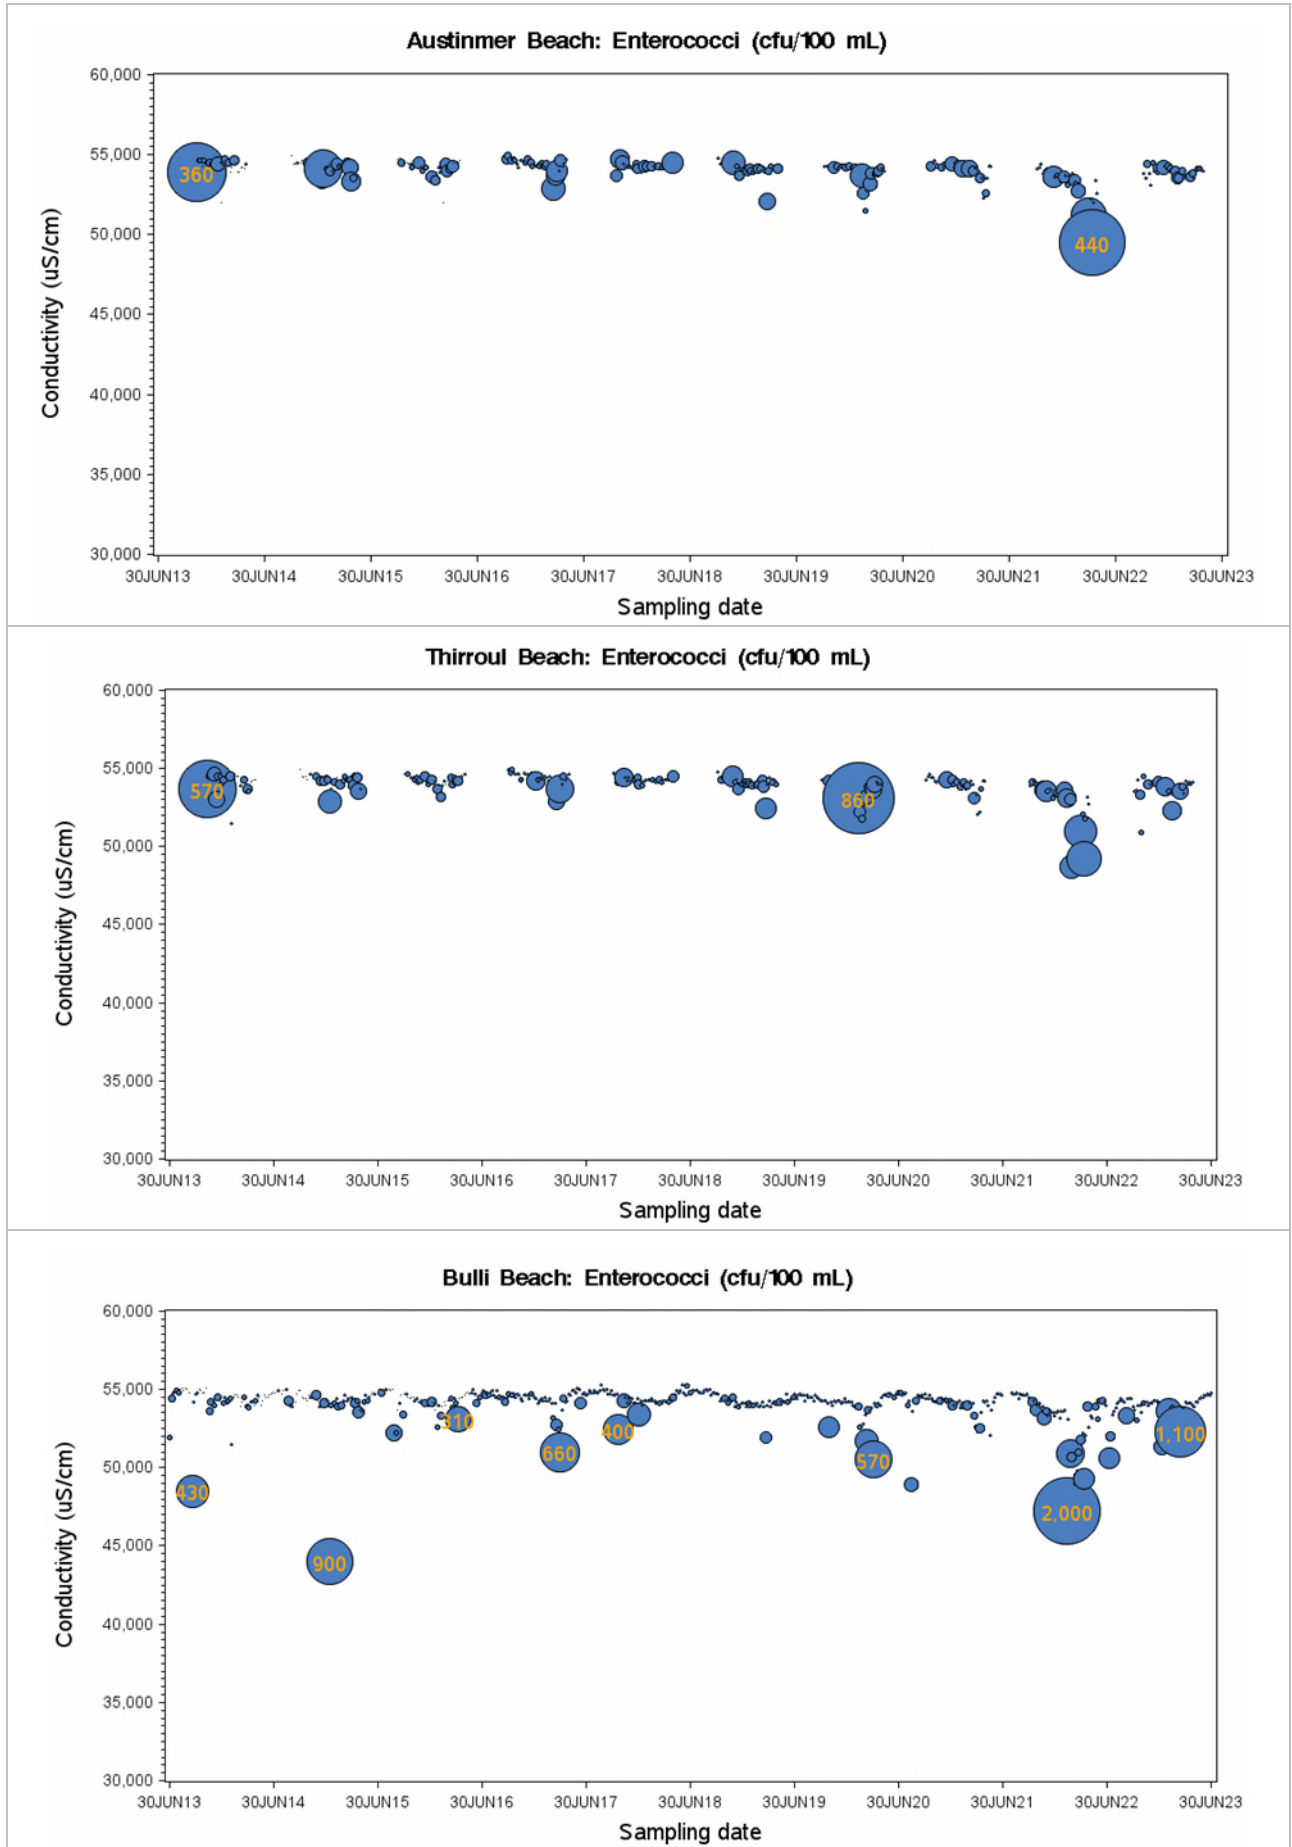 Austinmer Beach: Enterococci (cfu/100 mL)
60,000
55,000
50,000
45,000
40,000
35,000
30,000
Conductivity (uS/cm)
360
440
30JUN13 30JUN14 30JUN15 30JUN16 30JUN17 30JUN18 30JUN19 30JUN20 30JUN21 30JUN22 30JUN23
Sampling date
Thirroul Beach: Enterococci (cfu/100 mL)
60,000
55,000
50,000
45,000
40,000
35,000
30,000
Conductivity (uS/cm)
570
860
30JUN13 30JUN14 30JUN15 30JUN16 30JUN17 30JUN18 30JUN19 30JUN20 30JUN21 30JUN22 30JUN23
Sampling date
Bulli Beach: Enterococci (cfu/100 mL)
60,000
55,000
50,000
45,000
40,000
35,000
30,000
Conductivity (uS/cm)
430
900
310
660
400
570
2,000
1,100
30JUN13 30JUN14 30JUN15 30JUN16 30JUN17 30JUN18 30JUN19 30JUN20 30JUN21 30JUN22 30JUN23
Sampling date